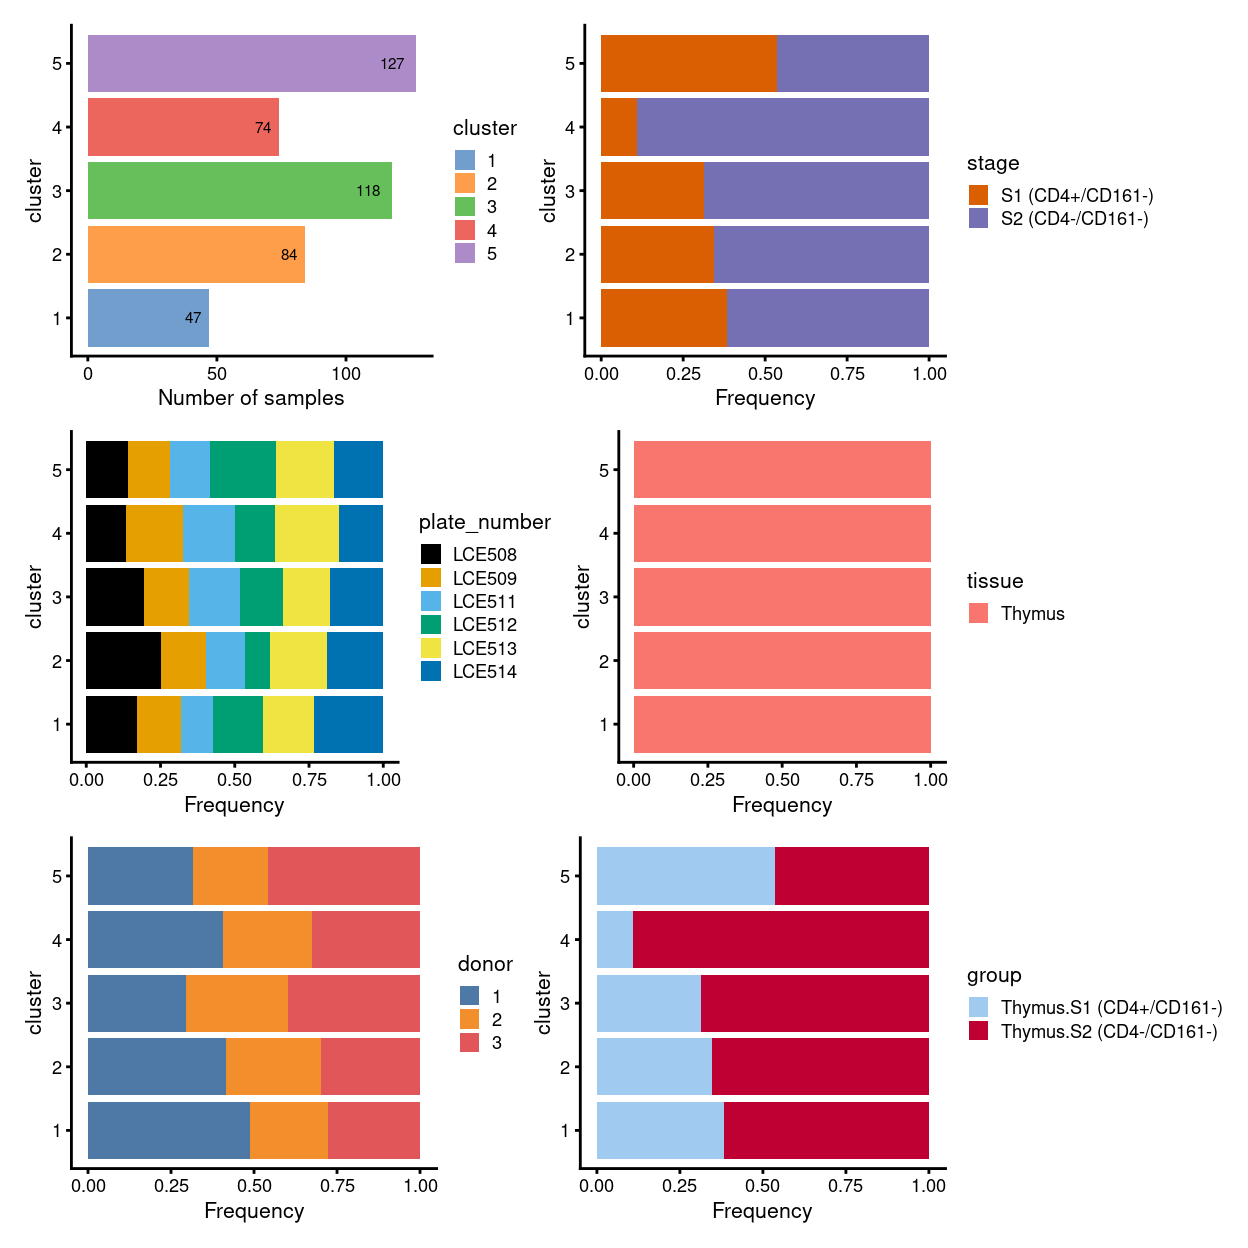 5
4
3
2
1
cluster
127
74
118
84
47
0
50
100
Number of samples
cluster
1
2
3
4
5
5
4
3
2
1
cluster
0.00
0.25
0.50
0.75
1.00
Frequency
stage
S1 (CD4+/CD161-)
S2 (CD4-/CD161-)
5
4
3
2
1
cluster
0.00
0.25
0.50
0.75
1.00
Frequency
plate_number
LCE508
LCE509
LCE511
LCE512
LCE513
LCE514
5
4
3
2
1
cluster
0.00
0.25
0.50
0.75
1.00
Frequency
tissue
Thymus
5
4
3
2
1
cluster
0.00
0.25
0.50
0.75
1.00
Frequency
donor
1
2
3
5
4
3
2
1
cluster
0.00
0.25
0.50
0.75
1.00
Frequency
group
Thymus.S1 (CD4+/CD161-)
Thymus.S2 (CD4-/CD161-)